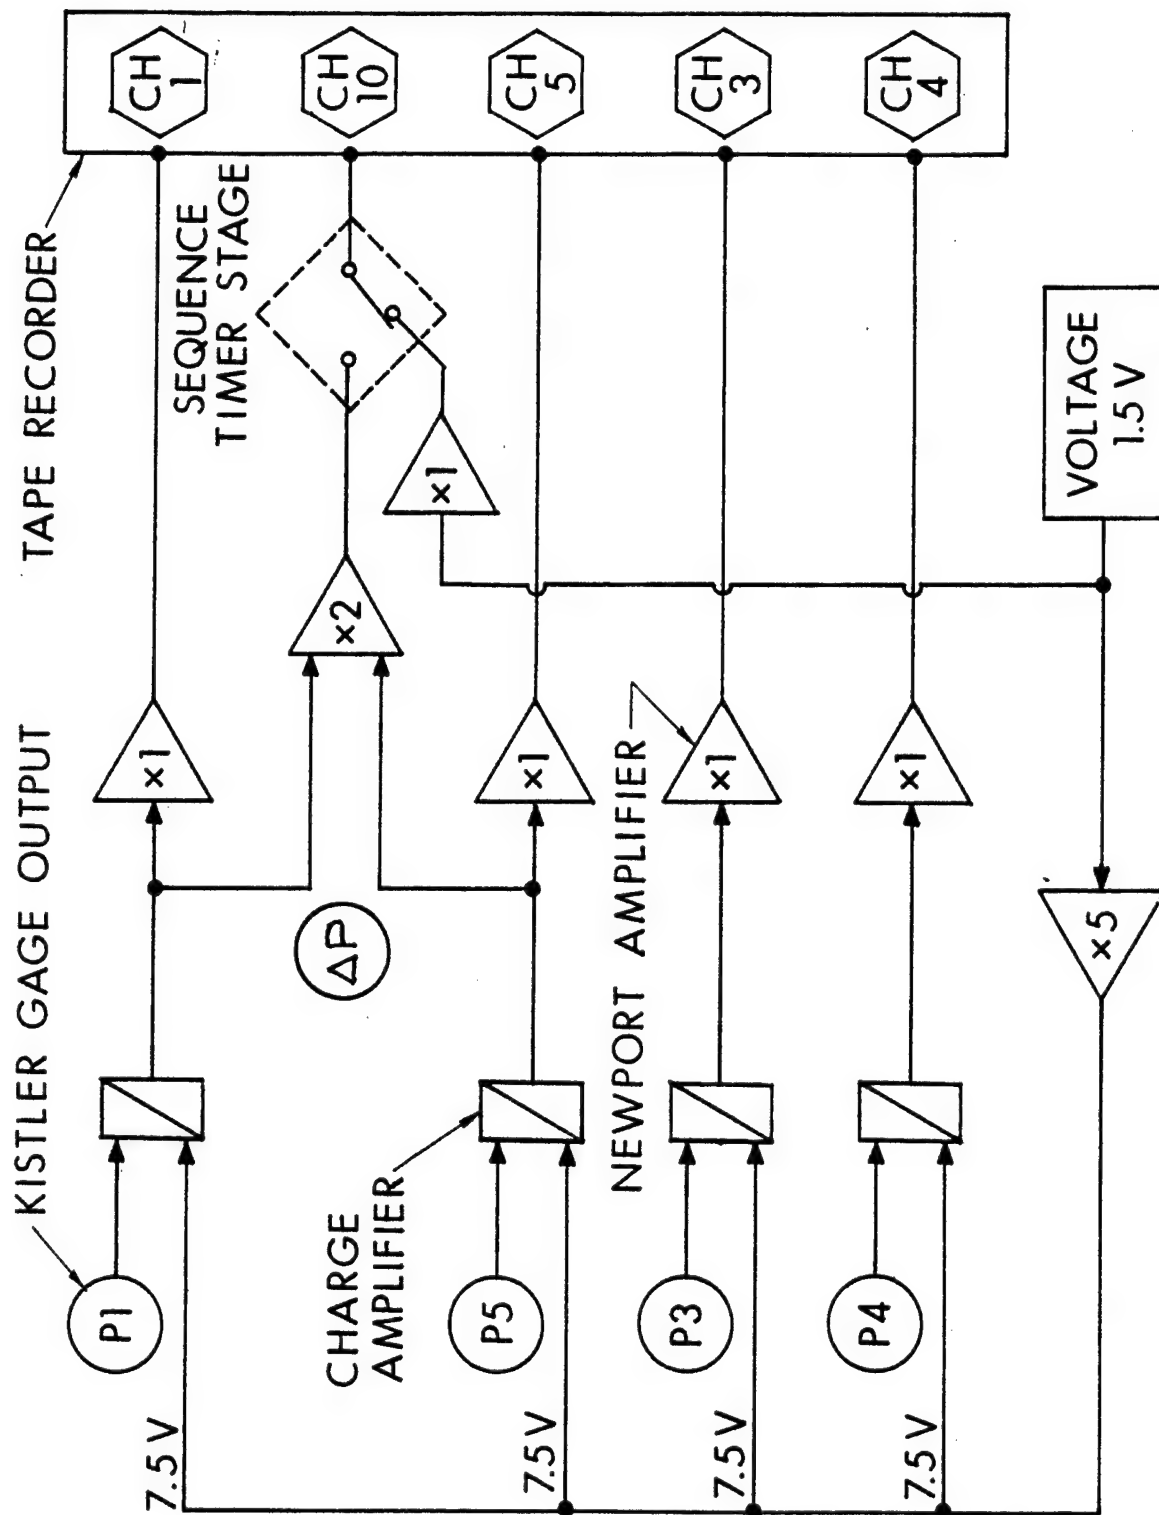 TAPE RECORDER
CH
1
CH
10
CH
5
CH
3
CH
4
SEQUENCE
TIMER STAGE
KISTLER GAGE OUTPUT
P1
7.5 V
×1
ΔP
×2
×1
CHARGE
AMPLIFIER
P5
7.5 V
×1
NEWPORT AMPLIFIER
P3
7.5 V
×1
P4
7.5 V
×1
VOLTAGE
1.5 V
×5